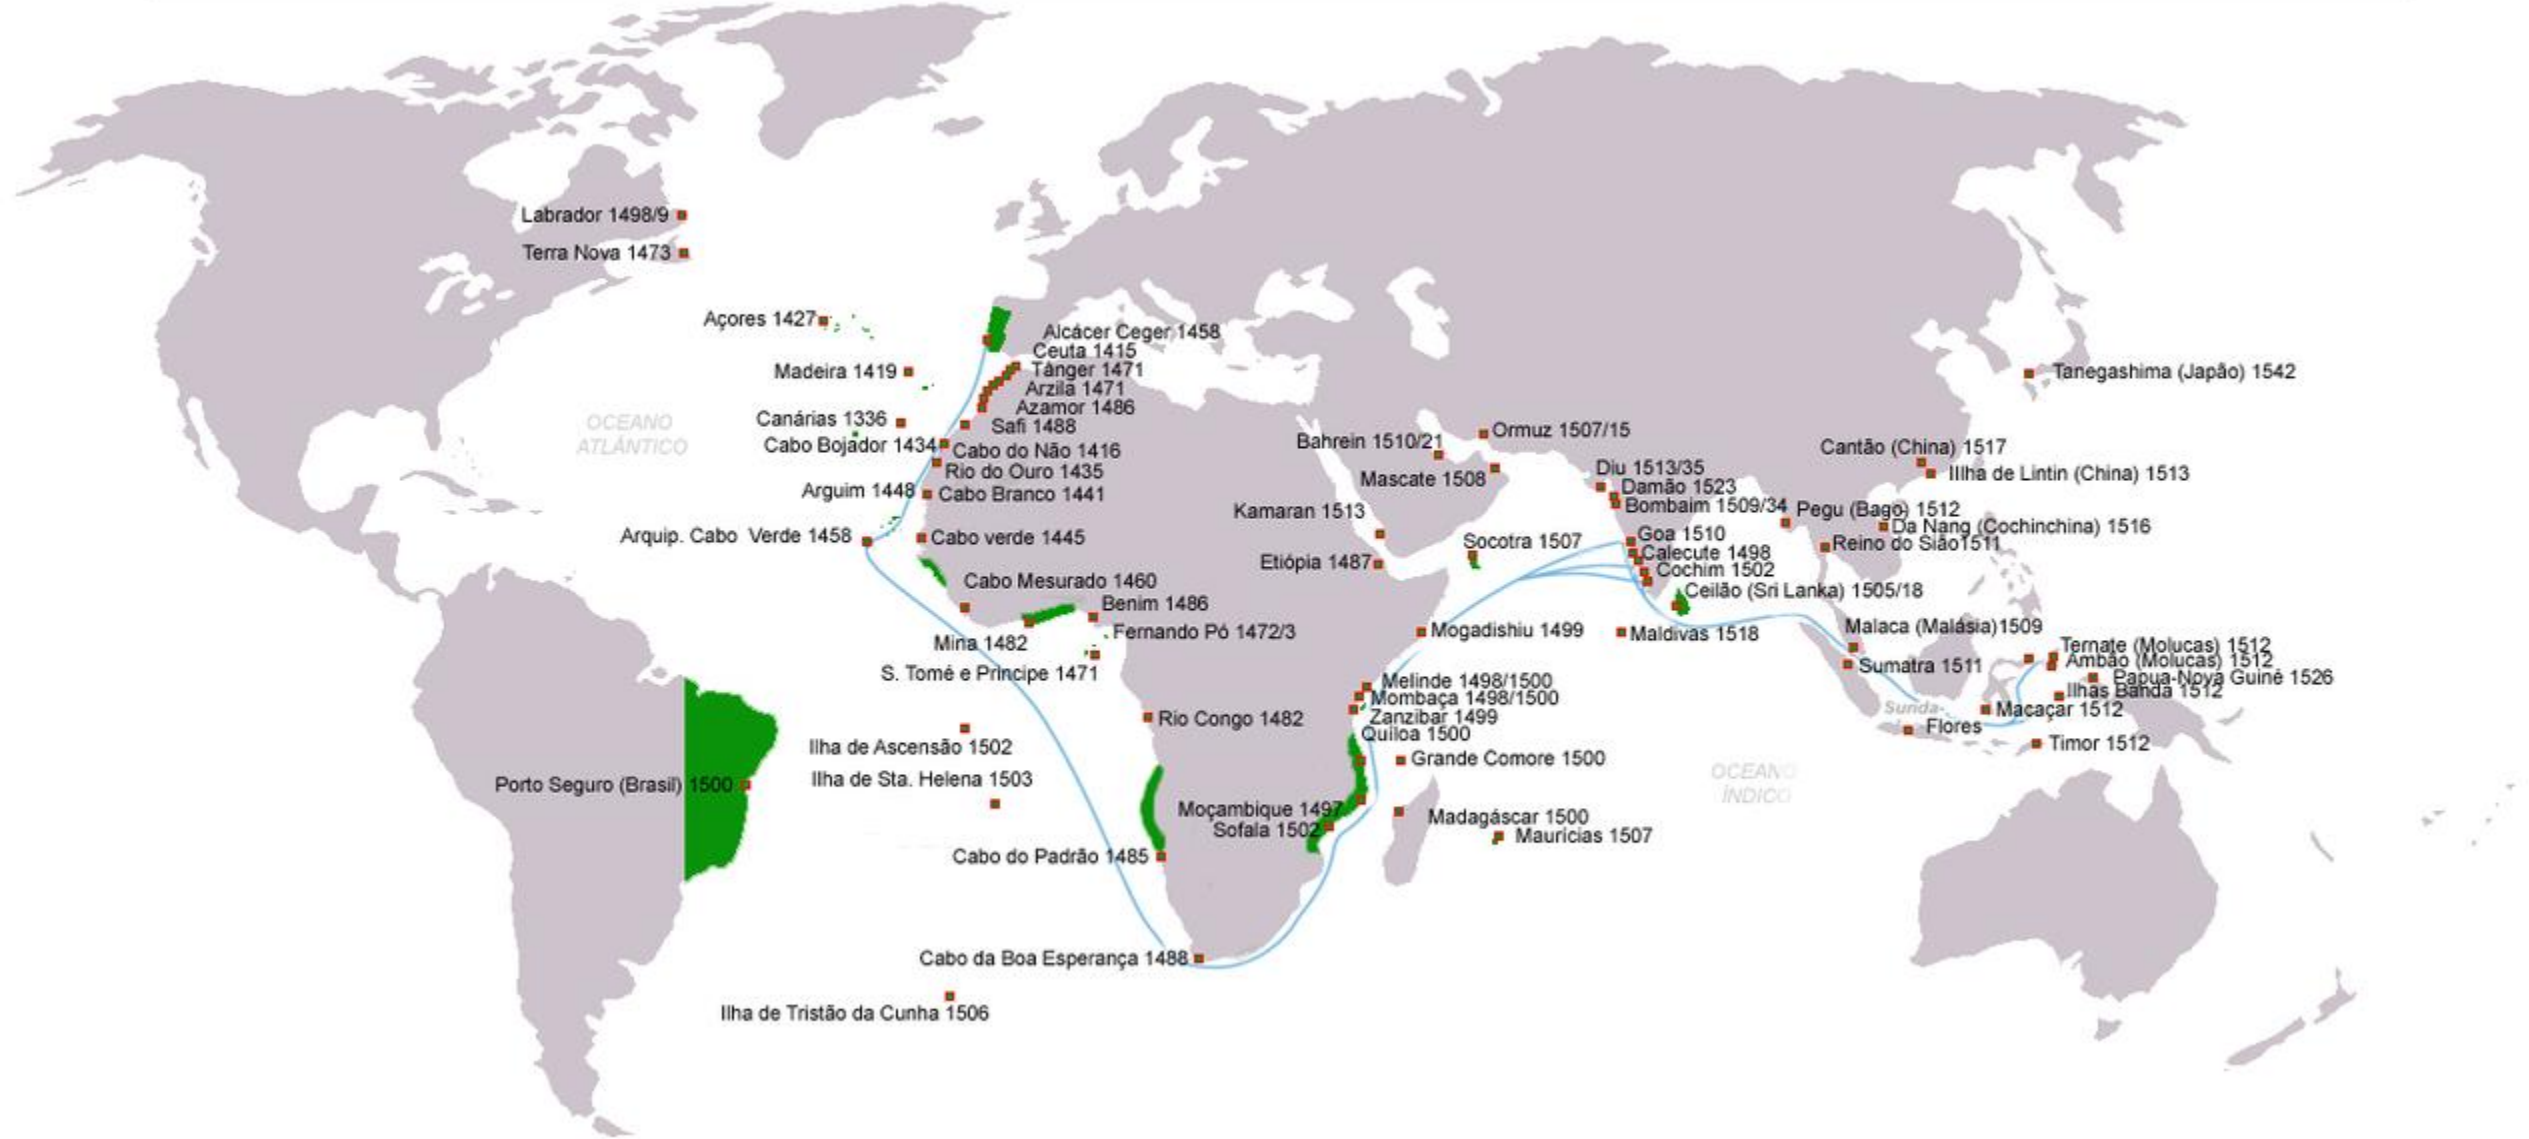 Labrador 1498/9
Terra Nova 1473
Açores 1427
Alcácer Ceger 1458
Ceuta 1415
Madeira 1419
Tânger 1471
Tanegashima (Japão) 1542
Arzila 1471
Azamor 1486
Canárias 1336
Safi 1488
OCEANO
ATLÂNTICO
Cabo Bojador 1434
Cabo do Não 1416
Rio do Ouro 1435
Arguim 1448
Cabo Branco 1441
Arquip. Cabo Verde 1458
Cabo verde 1445
Cabo Mesurado 1460
Benim 1486
Fernando Pó 1472/3
Mina 1482
S. Tomé e Principe 1471
Rio Congo 1482
Ilha de Ascensão 1502
Ilha de Sta. Helena 1503
Porto Seguro (Brasil) 1500
Cabo do Padrão 1485
Cabo da Boa Esperança 1488
Ilha de Tristão da Cunha 1506
Ormuz 1507/15
Bahrein 1510/21
Mascate 1508
Kamaran 1513
Etiópia 1487
Socotra 1507
Diu 1513/35
Damão 1523
Bombaim 1509/34
Goa 1510
Calecute 1498
Cochim 1502
Ceilão (Sri Lanka) 1505/18
Maldivas 1518
Mogadishiu 1499
Melinde 1498/1500
Mombaça 1498/1500
Zanzibar 1499
Quiloa 1500
Grande Comore 1500
Moçambique 1497
Sofala 1502
Madagáscar 1500
Maurícias 1507
OCEANO
ÍNDICO
Cantão (China) 1517
Illha de Lintin (China) 1513
Pegu (Bago) 1512
Da Nang (Cochinchina) 1516
Reino do Sião1511
Malaca (Malásia)1509
Sumatra 1511
Ternate (Molucas) 1512
Ambão (Molucas) 1512
Papua-Nova Guiné 1526
Ilhas Banda 1512
Macaçar 1512
Sunda-
Flores
Timor 1512